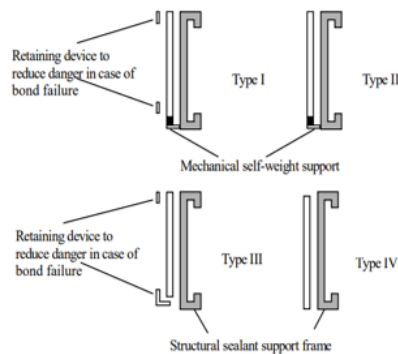 Retaining device to
reduce danger in case of
bond failure
Type I
Type II
Mechanical self-weight support
Retaining device to
reduce danger in case of
bond failure
Type III
Type IV
Structural sealant support frame